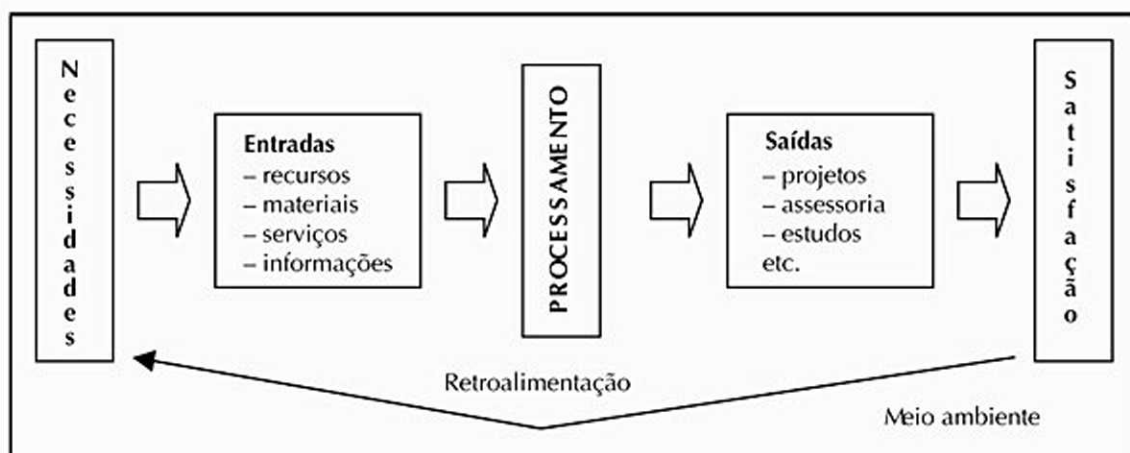 Necessidades
Entradas
– recursos
– materiais
– serviços
– informações
PROCESSAMENTO
Saídas
– projetos
– assessoria
– estudos
etc.
Satisfação
Retroalimentação
Meio ambiente